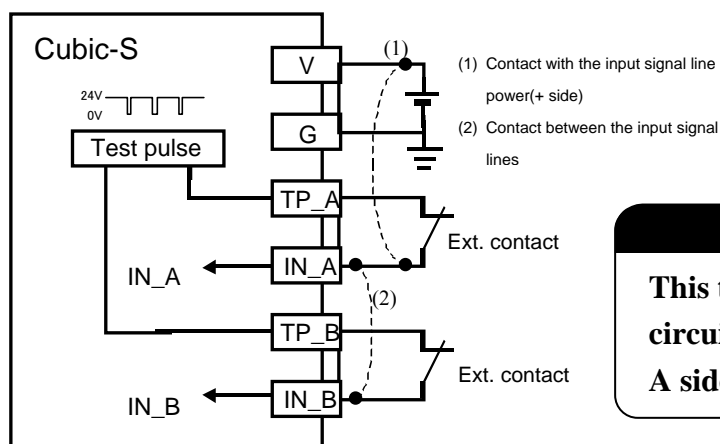 Cubic-S
24V
0V
Test pulse
V
G
TP_A
IN_A
IN_A
TP_B
IN_B
IN_B
(1)
(2)
Ext. contact
Ext. contact
(1) Contact with the input signal line
power(+ side)
(2) Contact between the input signal
lines
This
circui
A side